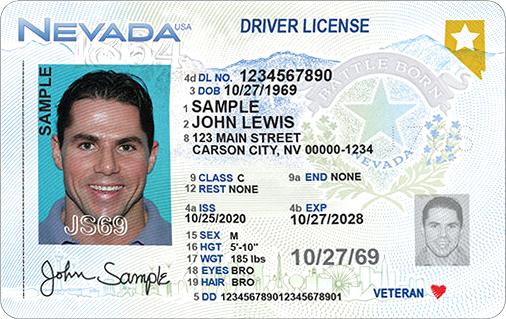 NEVADA USA DRIVER LICENSE
SAMPLE
4d DL NO. 1234567890
3 DOB 10/27/1969
1 SAMPLE
2 JOHN LEWIS
8 123 MAIN STREET
CARSON CITY, NV 00000-1234
9 CLASS C 9a END NONE
12 REST NONE
4a ISS 4b EXP
10/25/2020 10/27/2028
15 SEX M
16 HGT 5'-10"
17 WGT 185 lbs
18 EYES BRO
19 HAIR BRO
5 DD 123456789012345678901
JS69
John Sample
BATTLE BORN
NEVADA
10/27/69
VETERAN